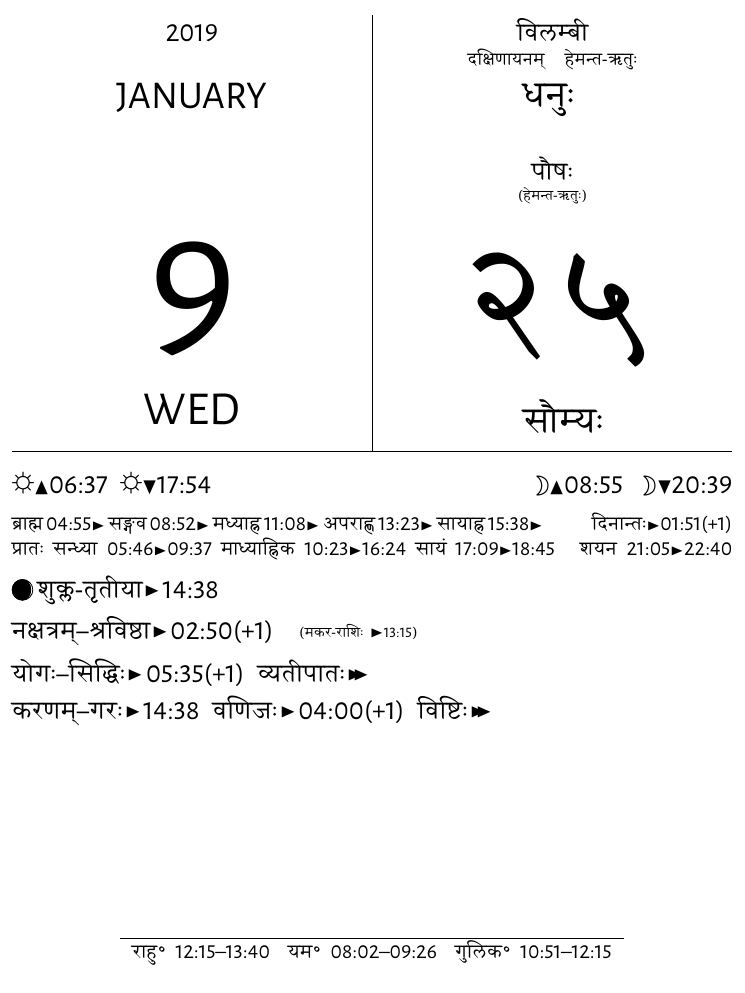 2019
JANUARY
9
WED
विलम्बी
दक्षिणायनम् हेमन्त-ऋतुः
धनुः
पौषः
(हेमन्त-ऋतुः)
२५
सौम्यः
☼▲06:37 ☼▼17:54
☽▲08:55 ☽▼20:39
ब्राह्म 04:55► सङ्गव 08:52► मध्याह्न 11:08► अपराह्ण 13:23► सायाह्न 15:38► दिनान्तः►01:51(+1)
प्रातः सन्ध्या 05:46►09:37 माध्याह्निक 10:23►16:24 सायं 17:09►18:45 शयन 21:05►22:40
शुक्ल-तृतीया►14:38
नक्षत्रम्–श्रविष्ठा►02:50(+1) (मकर-राशिः ►13:15)
योगः–सिद्धिः►05:35(+1) व्यतीपातः►►
करणम्–गरः►14:38 वणिजः►04:00(+1) विष्टिः►►
राहु° 12:15–13:40 यम° 08:02–09:26 गुलिक° 10:51–12:15